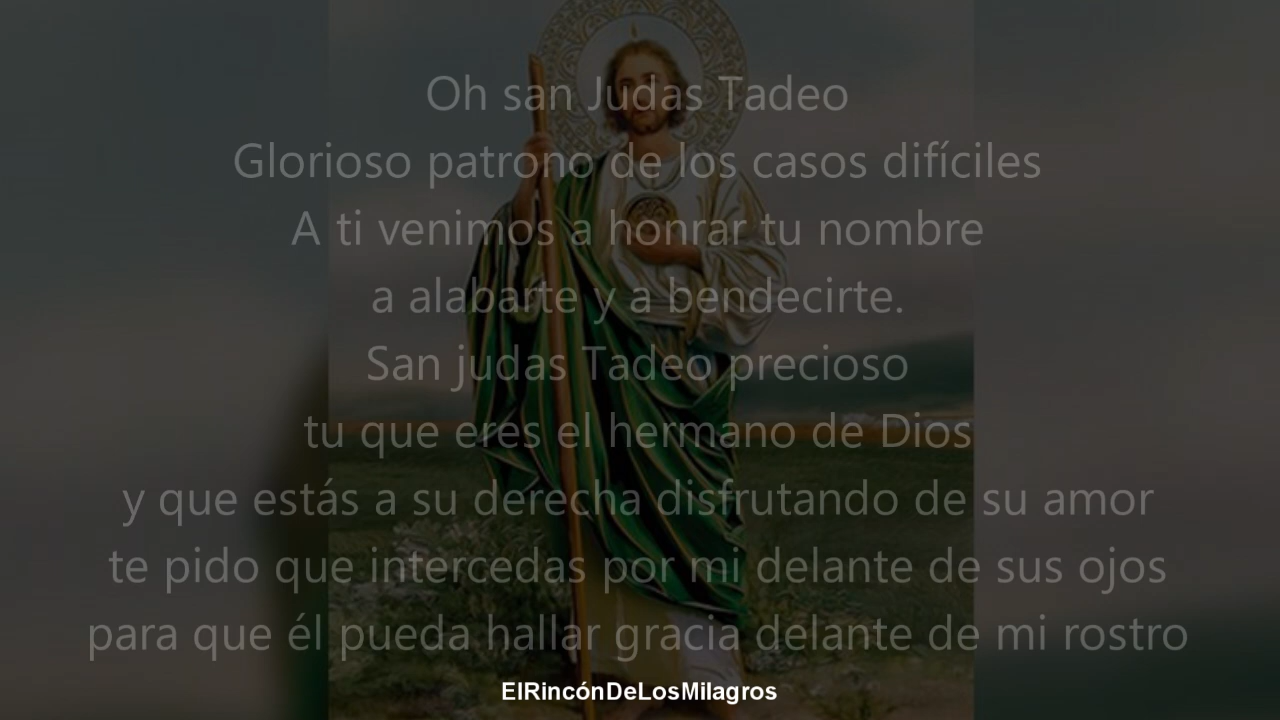 Oh san Judas Tadeo
Glorioso patrono de los casos difíciles
A ti venimos a honrar tu nombre
a alabarte y a bendecirte.
San judas Tadeo precioso
tu que eres el hermano de Dios
y que estás a su derecha disfrutando de su amor
te pido que intercedas por mi delante de sus ojos
para que él pueda hallar gracia delante de mi rostro
ElRincónDeLosMilagros